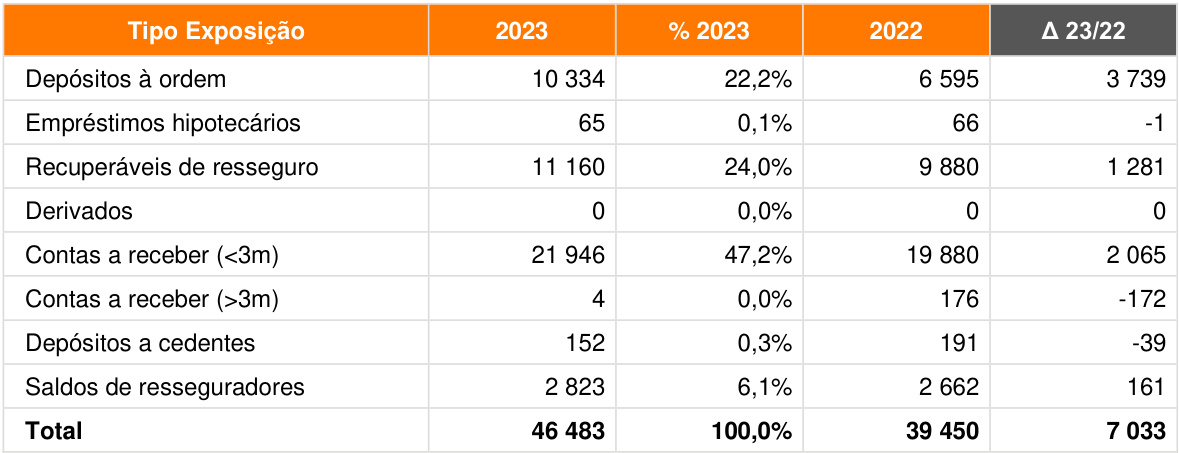 Tipo Exposição 2023 % 2023 2022 Δ 23/22
Depósitos à ordem 10 334 22,2% 6 595 3 739
Empréstimos hipotecários 65 0,1% 66 -1
Recuperáveis de resseguro 11 160 24,0% 9 880 1 281
Derivados 0 0,0% 0 0
Contas a receber (<3m) 21 946 47,2% 19 880 2 065
Contas a receber (>3m) 4 0,0% 176 -172
Depósitos a cedentes 152 0,3% 191 -39
Saldos de resseguradores 2 823 6,1% 2 662 161
Total 46 483 100,0% 39 450 7 033